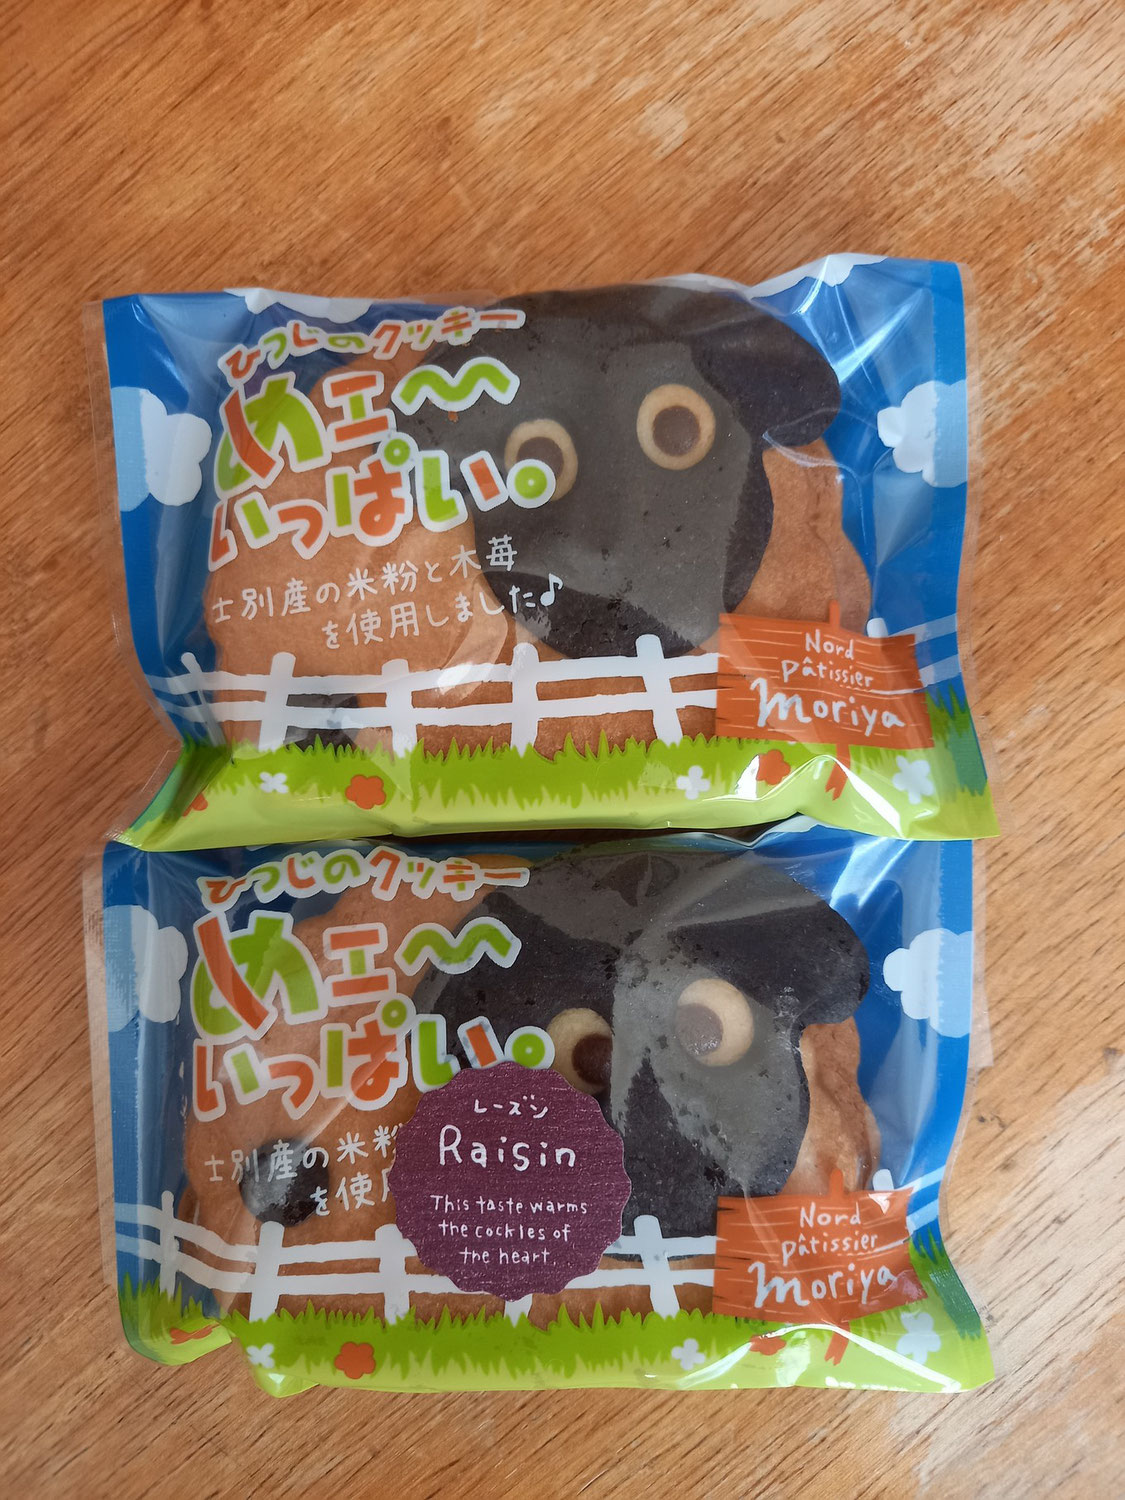 ひつじのクッキー
めェ〜
いっぱい。
士別産の米粉と木苺
を使用しました♪
Nord
Pâtissier
Moriya
ひつじのクッキー
めェ〜
いっぱい。
士別産の米粉
を使用
レーズン
Raisin
This taste warms
the cockles of
the heart.
Nord
Pâtissier
Moriya